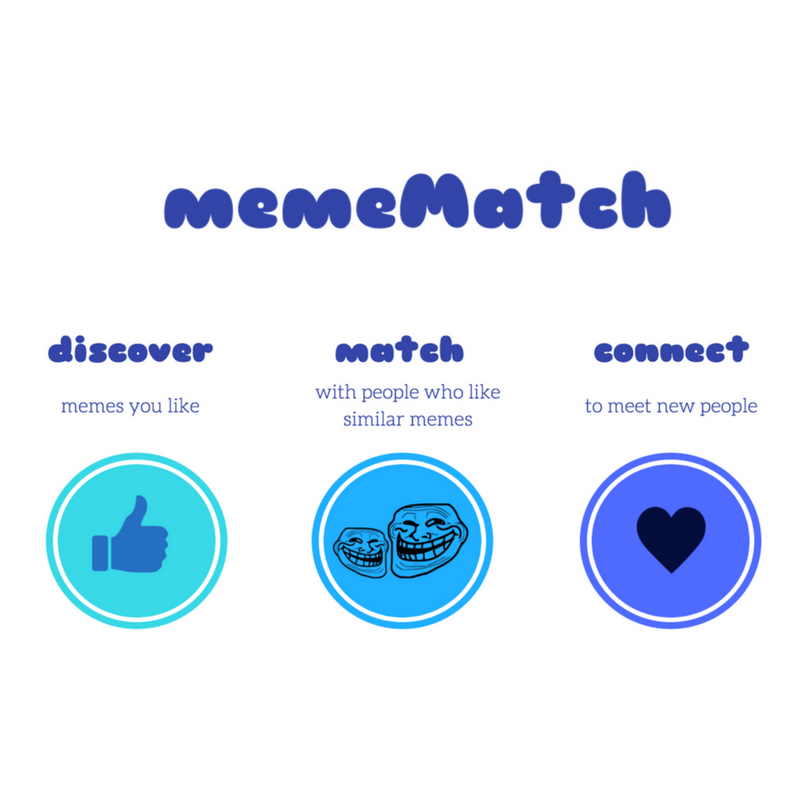 memeMatch
discover
memes you like
match
with people who like
similar memes
connect
to meet new people